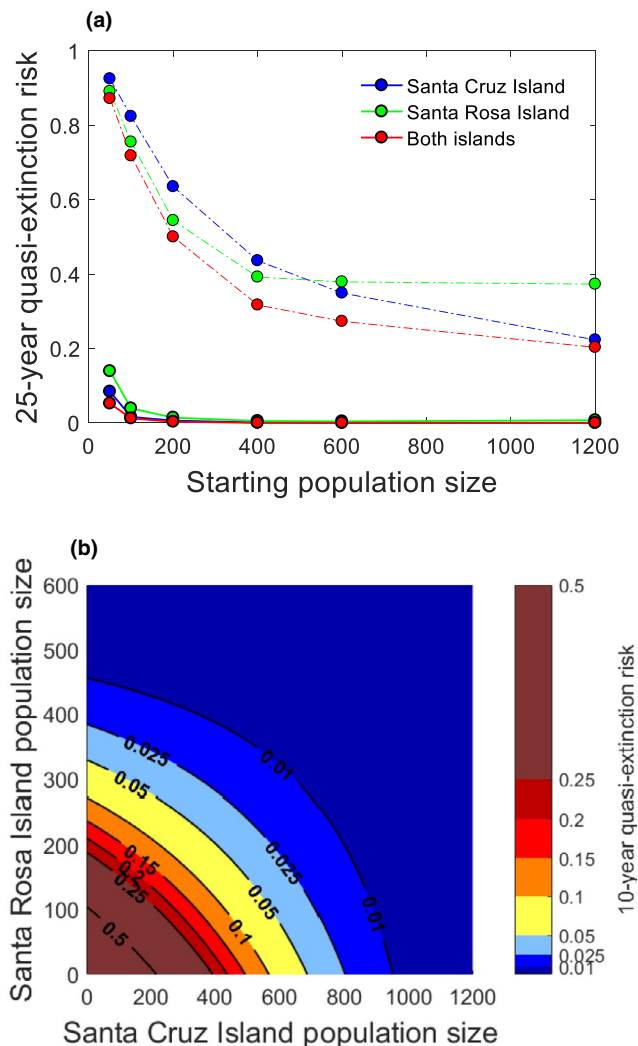 (a)
25-year quasi-extinction risk
1
0.8
0.6
0.4
0.2
0
Santa Cruz Island
Santa Rosa Island
Both islands
0 200 400 600 800 1000 1200
Starting population size
(b)
Santa Rosa Island population size
600
500
400
300
200
100
0
0.01
0.025
0.05
0.15
0.2
0.25
0.5
0.1
0.05
0.025
0.01
0 200 400 600 800 1000 1200
Santa Cruz Island population size
0.5
0.25
0.2
0.15
0.1
0.05
0.025
0.01
10-year quasi-extinction risk